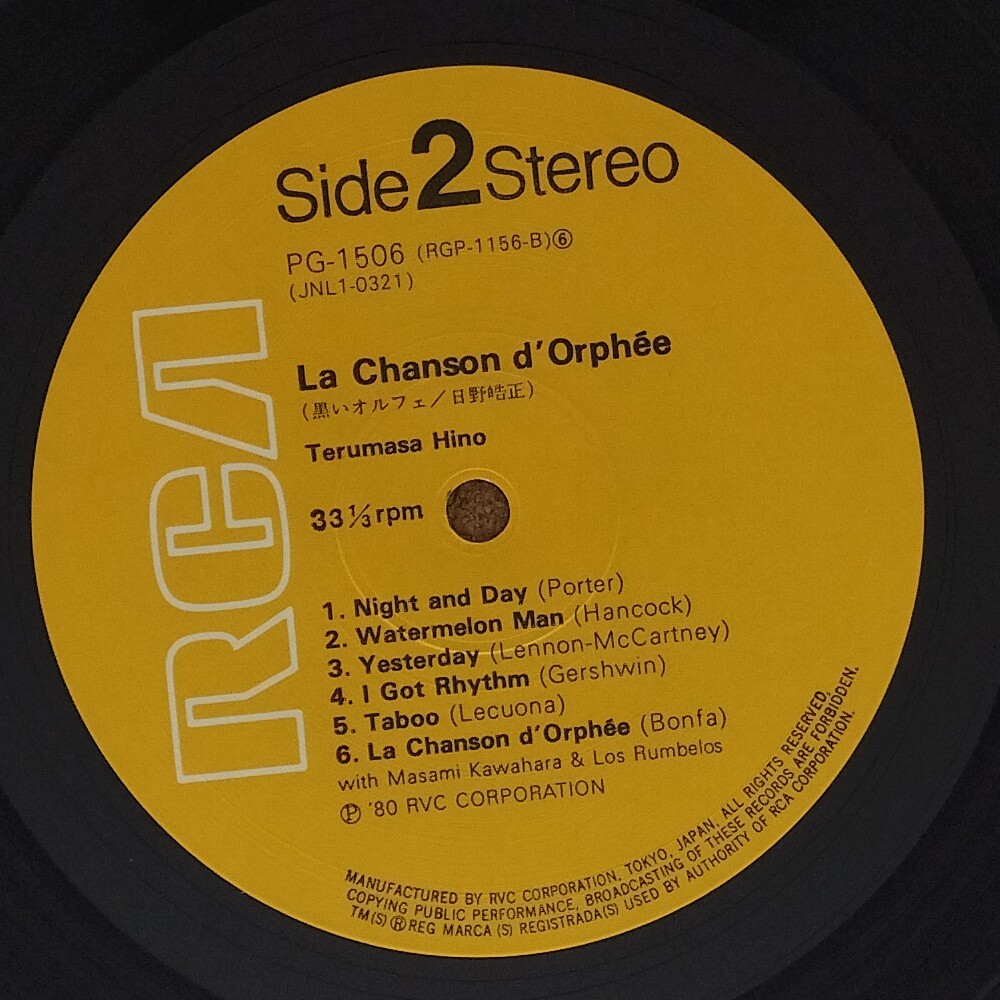 Side 2 Stereo
PG-1506 (RGP-1156-B)⑥
(JNL1-0321)
RCA
La Chanson d'Orphée
(黒いオルフェ/日野皓正)
Terumasa Hino
33 1/3 rpm
1. Night and Day (Porter)
2. Watermelon Man (Hancock)
3. Yesterday (Lennon-McCartney)
4. I Got Rhythm (Gershwin)
5. Taboo (Lecuona)
6. La Chanson d'Orphée (Bonfa)
with Masami Kawahara & Los Rumbelos
Ⓟ '80 RVC CORPORATION
MANUFACTURED BY RVC CORPORATION, TOKYO, JAPAN, ALL RIGHTS RESERVED.
COPYING PUBLIC PERFORMANCE, BROADCASTING OF THESE RECORDS ARE FORBIDDEN.
TM(S) ®REG MARCA (S) REGISTRADA(S) USED BY AUTHORITY OF RCA CORPORATION.